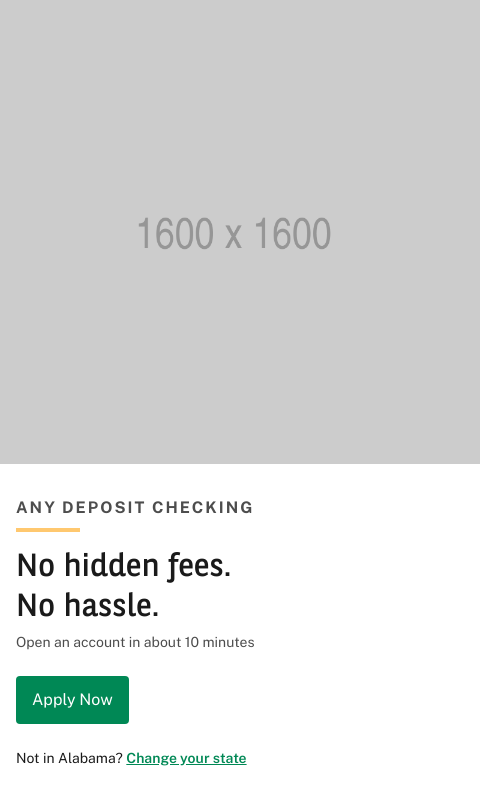 1600 x 1600
ANY DEPOSIT CHECKING
No hidden fees.
No hassle.
Open an account in about 10 minutes
Apply Now
Not in Alabama? Change your state